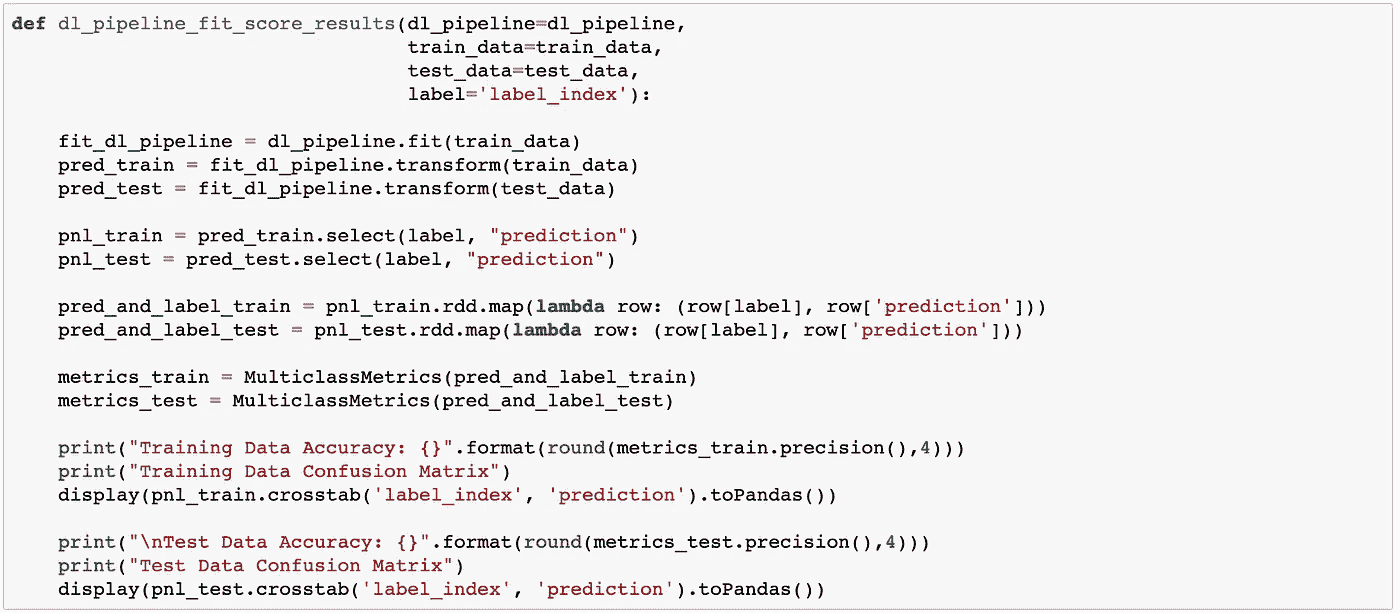 def dl_pipeline_fit_score_results(dl_pipeline=dl_pipeline,
                                  train_data=train_data,
                                  test_data=test_data,
                                  label='label_index'):

    fit_dl_pipeline = dl_pipeline.fit(train_data)
    pred_train = fit_dl_pipeline.transform(train_data)
    pred_test = fit_dl_pipeline.transform(test_data)

    pnl_train = pred_train.select(label, "prediction")
    pnl_test = pred_test.select(label, "prediction")

    pred_and_label_train = pnl_train.rdd.map(lambda row: (row[label], row['prediction']))
    pred_and_label_test = pnl_test.rdd.map(lambda row: (row[label], row['prediction']))

    metrics_train = MulticlassMetrics(pred_and_label_train)
    metrics_test = MulticlassMetrics(pred_and_label_test)

    print("Training Data Accuracy: {}".format(round(metrics_train.precision(),4)))
    print("Training Data Confusion Matrix")
    display(pnl_train.crosstab('label_index', 'prediction').toPandas())

    print("\nTest Data Accuracy: {}".format(round(metrics_test.precision(),4)))
    print("Test Data Confusion Matrix")
    display(pnl_test.crosstab('label_index', 'prediction').toPandas())